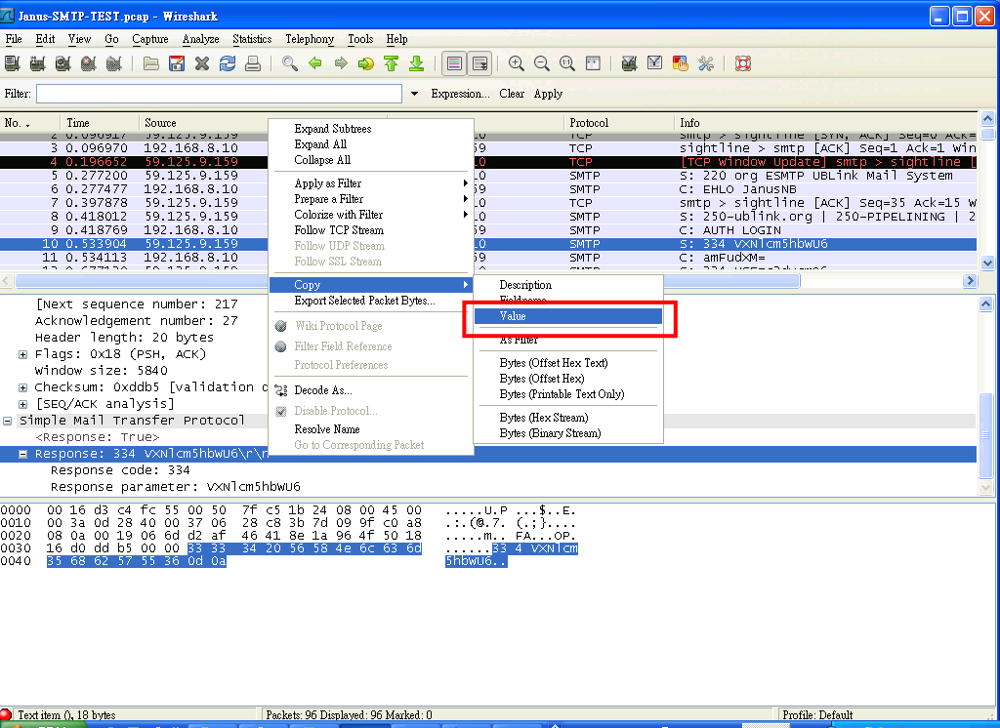 Janus-SMTP-TEST.pcap - Wireshark
File Edit View Go Capture Analyze Statistics Telephony Tools Help
Filter: Expression... Clear Apply
No. . Time Source Protocol Info
2 0.096917 59.125.9.159 TCP smtp > sightline [SYN, ACK] Seq=0 Ack=
3 0.096970 192.168.8.10 59 TCP sightline > smtp [ACK] Seq=1 Ack=1 Win
4 0.196652 59.125.9.159 0 TCP [TCP Window Update] smtp > sightline [
5 0.277200 59.125.9.159 0 SMTP S: 220 org ESMTP UBLink Mail System
6 0.277477 192.168.8.10 59 SMTP C: EHLO JanusNB
7 0.397878 59.125.9.159 0 TCP smtp > sightline [ACK] Seq=35 Ack=15 W
8 0.418012 59.125.9.159 0 SMTP S: 250-ublink.org | 250-PIPELINING | 2
9 0.418769 192.168.8.10 59 SMTP C: AUTH LOGIN
10 0.533904 59.125.9.159 0 SMTP S: 334 VXNlcm5hbWU6
11 0.534113 192.168.8.10 59 SMTP C: amFudXM=
Expand Subtrees
Expand All
Collapse All
Apply as Filter
Prepare a Filter
Colorize with Filter
Follow TCP Stream
Follow UDP Stream
Follow SSL Stream
Copy
Export Selected Packet Bytes...
Wiki Protocol Page
Filter Field Reference
Protocol Preferences
Decode As...
Disable Protocol...
Resolve Name
Go to Corresponding Packet
Description
Fieldname
Value
As Filter
Bytes (Offset Hex Text)
Bytes (Offset Hex)
Bytes (Printable Text Only)
Bytes (Hex Stream)
Bytes (Binary Stream)
[Next sequence number: 217
Acknowledgement number: 27
Header length: 20 bytes
Flags: 0x18 (PSH, ACK)
Window size: 5840
Checksum: 0xddb5 [validation d
[SEQ/ACK analysis]
Simple Mail Transfer Protocol
<Response: True>
Response: 334 VXNlcm5hbWU6\r\n
Response code: 334
Response parameter: VXNlcm5hbWU6
0000 00 16 d3 c4 fc 55 00 50 7f c5 1b 24 08 00 45 00 .....U.P ...$..E.
0010 00 3a 0d 28 40 00 37 06 28 c8 3b 7d 09 9f c0 a8 .:.(@.7. (.;}....
0020 08 0a 00 19 06 6d d2 af 46 41 8e 1a 96 4f 50 18 .....m.. FA...OP.
0030 16 d0 dd b5 00 00 33 33 34 20 56 58 4e 6c 63 6d ......33 4 VXNlcm
0040 35 68 62 57 55 36 0d 0a 5hbWU6..
Text item (), 18 bytes Packets: 96 Displayed: 96 Marked: 0 Profile: Default